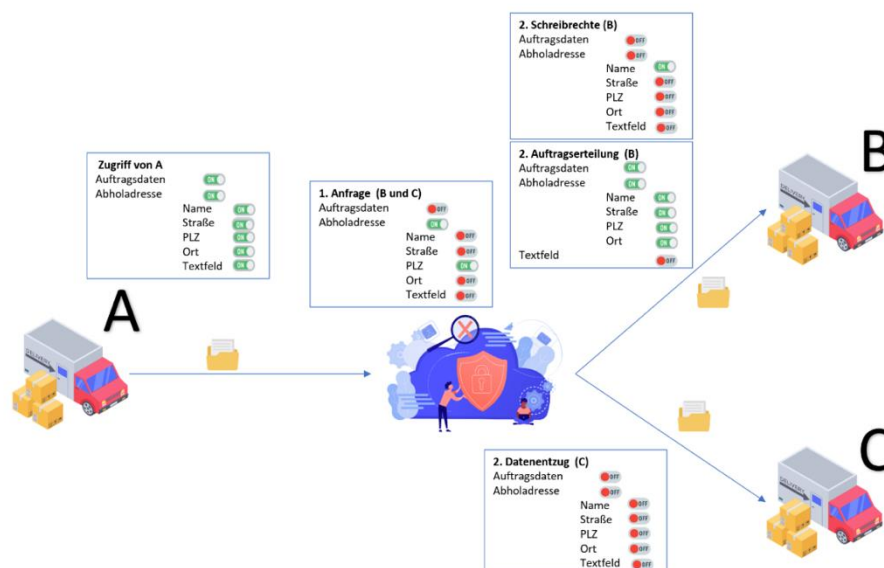 2. Schreibrechte (B)
Auftragsdaten OFF
Abholadresse OFF
Name ON
Straße OFF
PLZ OFF
Ort OFF
Textfeld OFF
Zugriff von A
Auftragsdaten ON
Abholadresse ON
Name ON
Straße ON
PLZ ON
Ort ON
Textfeld ON
1. Anfrage (B und C)
Auftragsdaten OFF
Abholadresse ON
Name OFF
Straße OFF
PLZ ON
Ort OFF
Textfeld OFF
2. Auftragserteilung (B)
Auftragsdaten ON
Abholadresse ON
Name ON
Straße ON
PLZ ON
Ort ON
Textfeld OFF
B
DELIVERY
A
DELIVERY
2. Datenentzug (C)
Auftragsdaten OFF
Abholadresse OFF
Name OFF
Straße OFF
PLZ OFF
Ort OFF
Textfeld OFF
C
DELIVERY